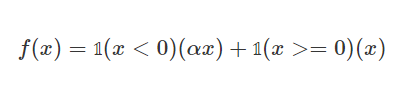 f(x) = 𝟙(x < 0)(αx) + 𝟙(x >= 0)(x)